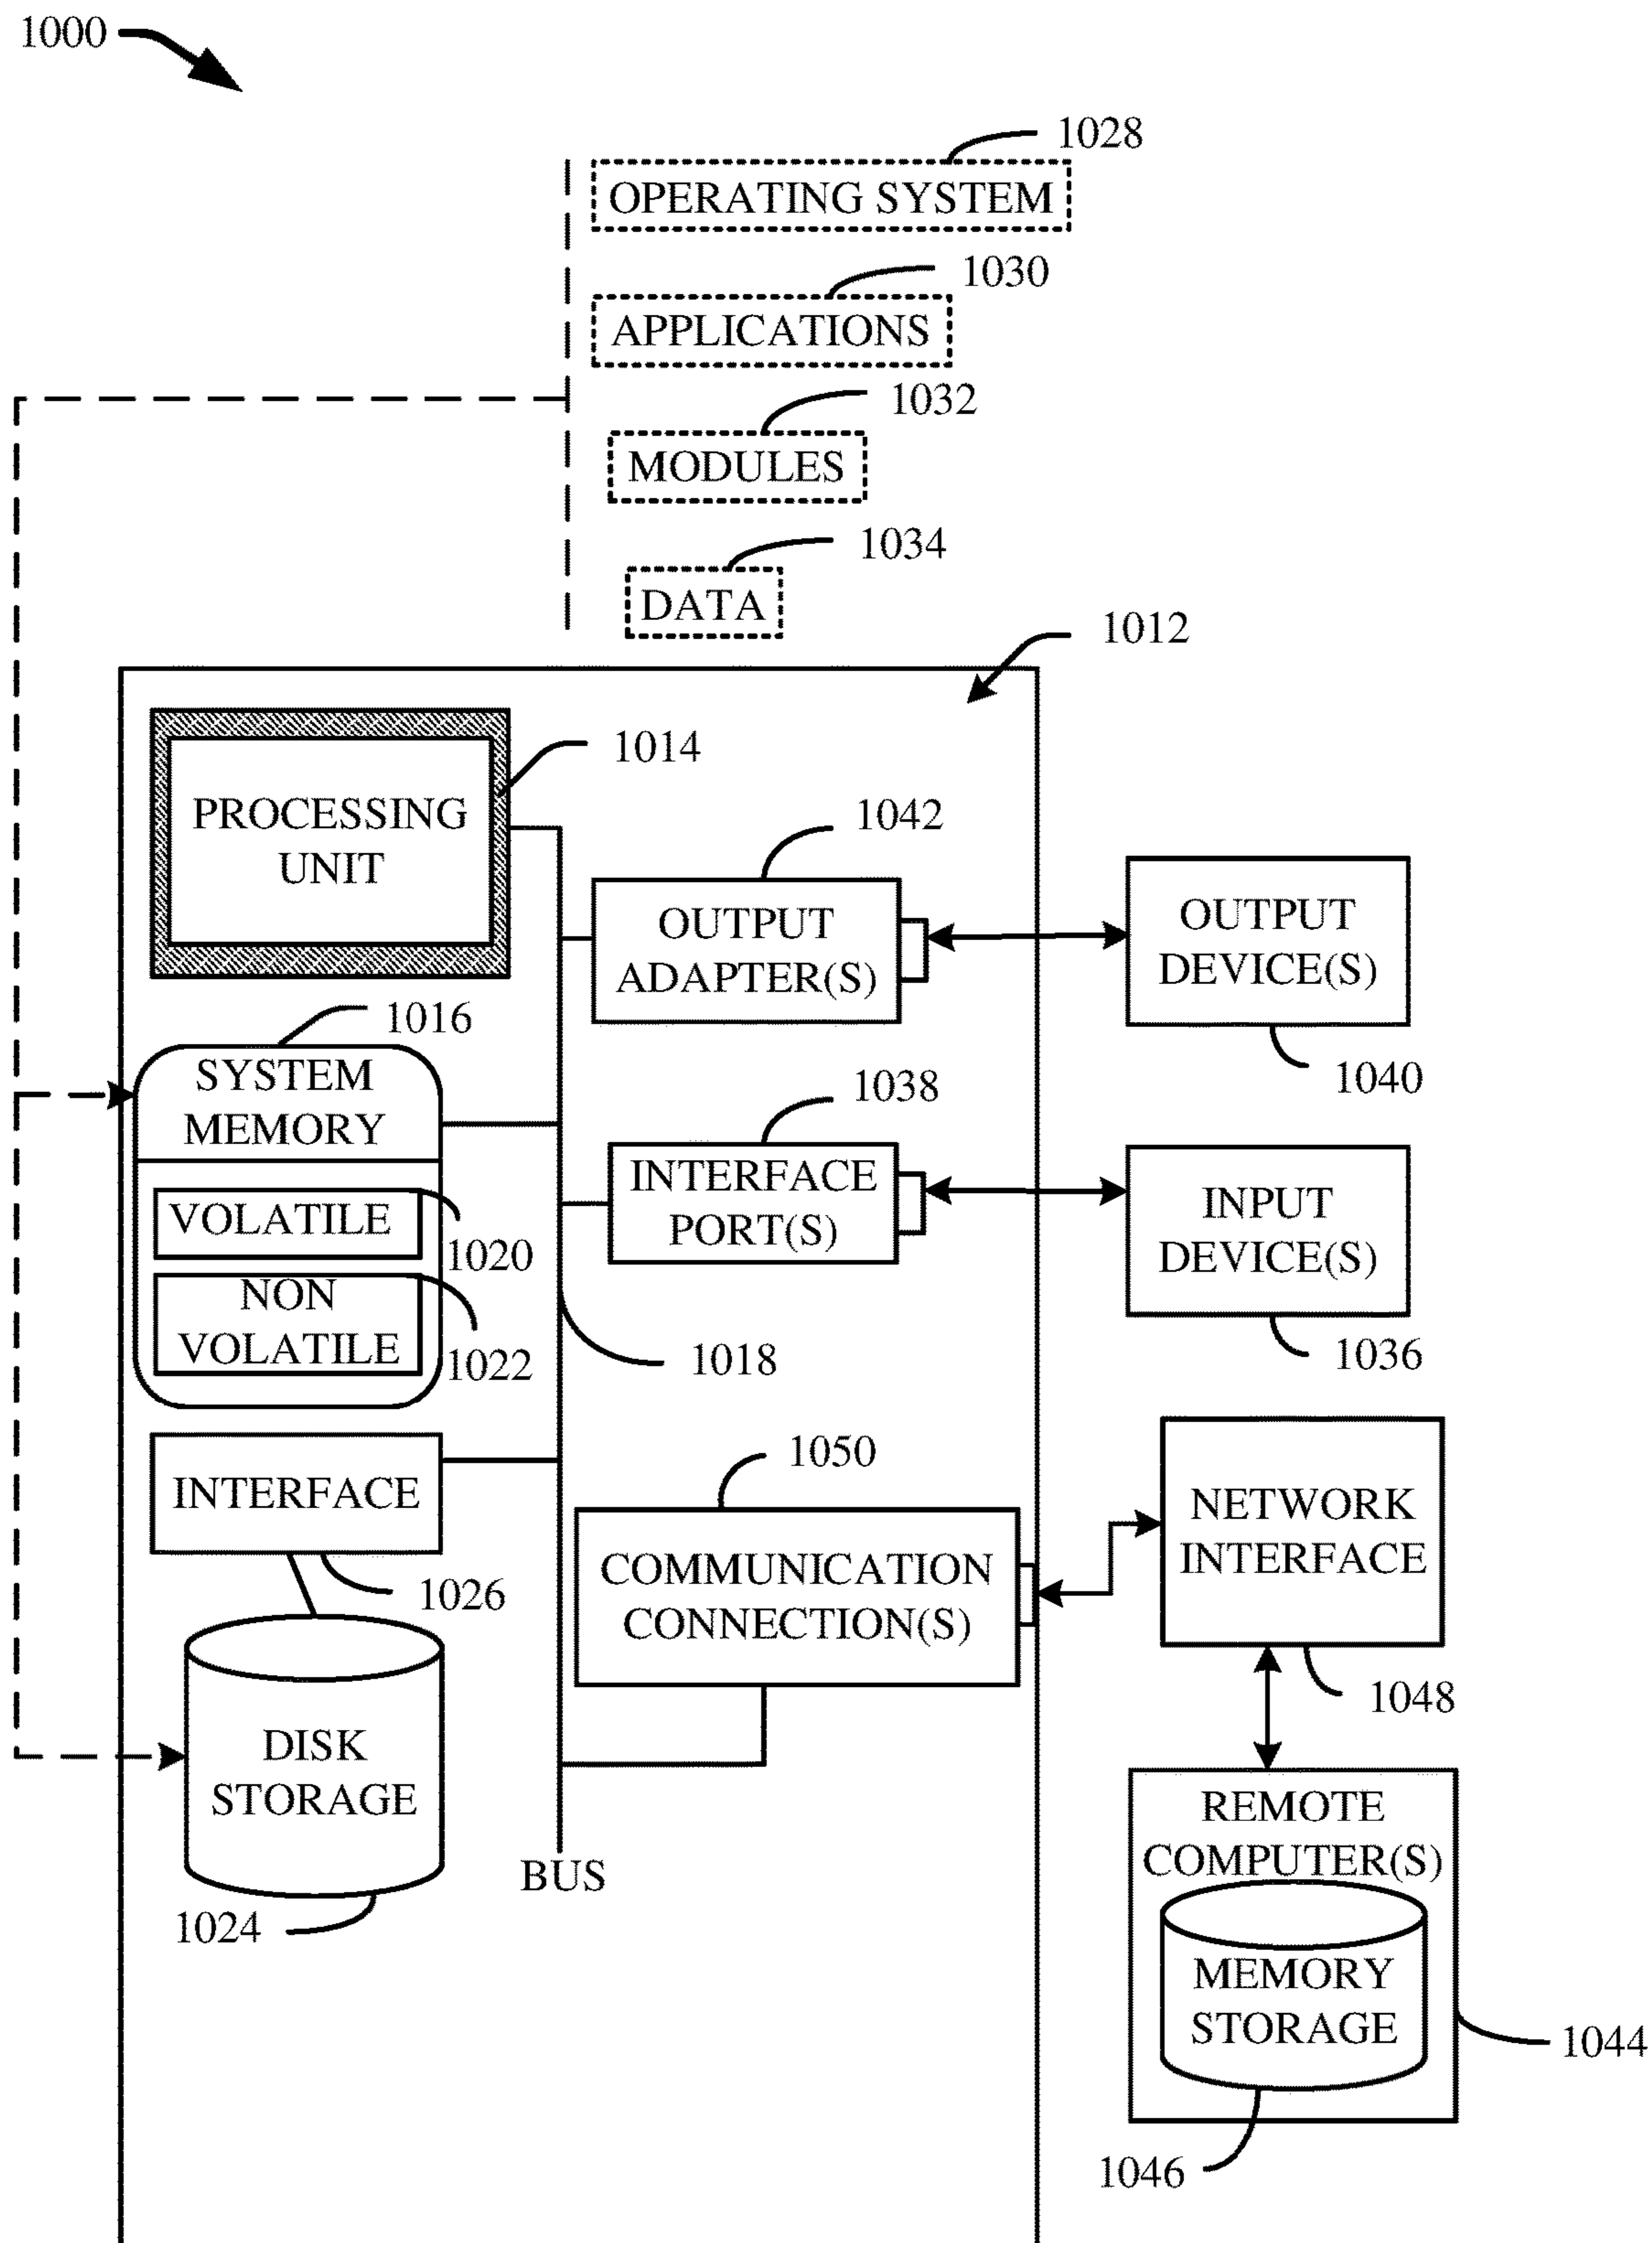 1000
1028
OPERATING SYSTEM
1030
APPLICATIONS
1032
MODULES
1034
DATA
1012
1014
PROCESSING
UNIT
1042
OUTPUT
ADAPTER(S)
OUTPUT
DEVICE(S)
1040
1016
SYSTEM
MEMORY
VOLATILE
1020
NON
VOLATILE
1022
1038
INTERFACE
PORT(S)
INPUT
DEVICE(S)
1036
1018
INTERFACE
1026
1050
COMMUNICATION
CONNECTION(S)
NETWORK
INTERFACE
1048
DISK
STORAGE
1024
BUS
REMOTE
COMPUTER(S)
MEMORY
STORAGE
1044
1046